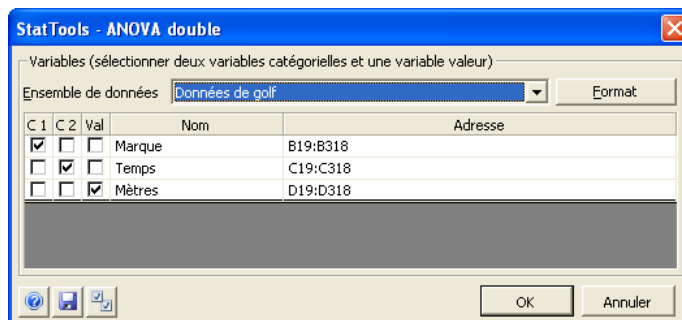 StatTools - ANOVA double
Variables (sélectionner deux variables catégorielles et une variable valeur)
Ensemble de données Données de golf Format
C 1 C 2 Val Nom Adresse
Marque B19:B318
Temps C19:C318
Mètres D19:D318
OK Annuler